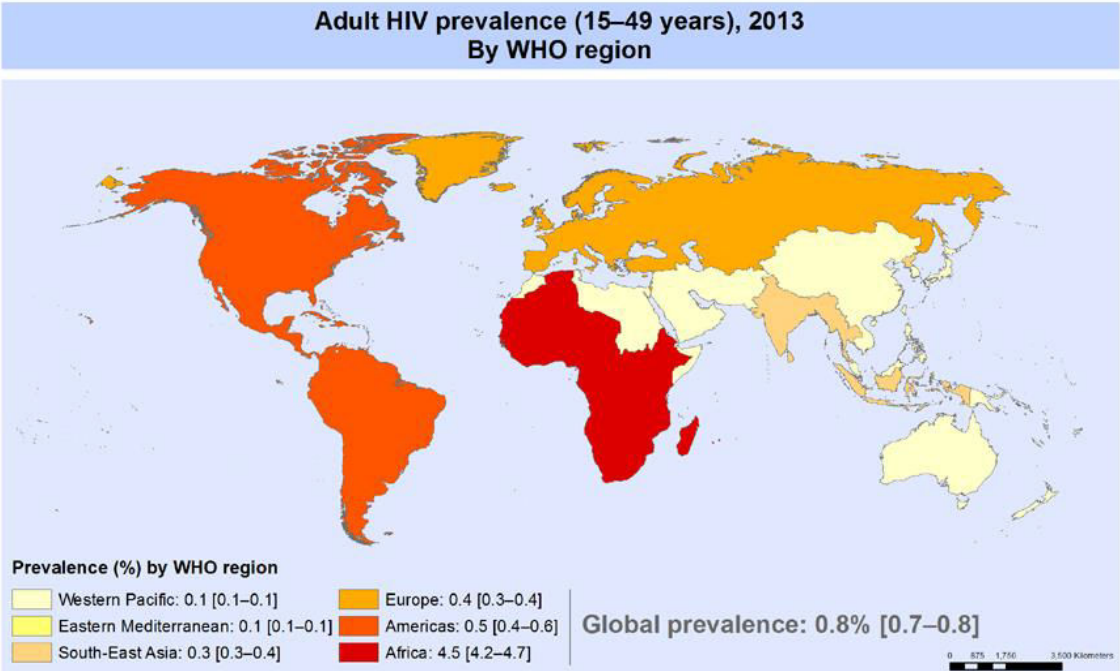 Adult HIV prevalence (15–49 years), 2013
By WHO region
Prevalence (%) by WHO region
Western Pacific: 0.1 [0.1–0.1]
Eastern Mediterranean: 0.1 [0.1–0.1]
South-East Asia: 0.3 [0.3–0.4]
Europe: 0.4 [0.3–0.4]
Americas: 0.5 [0.4–0.6]
Africa: 4.5 [4.2–4.7]
Global prevalence: 0.8% [0.7–0.8]
0 875 1,750 3,500 Kilometers